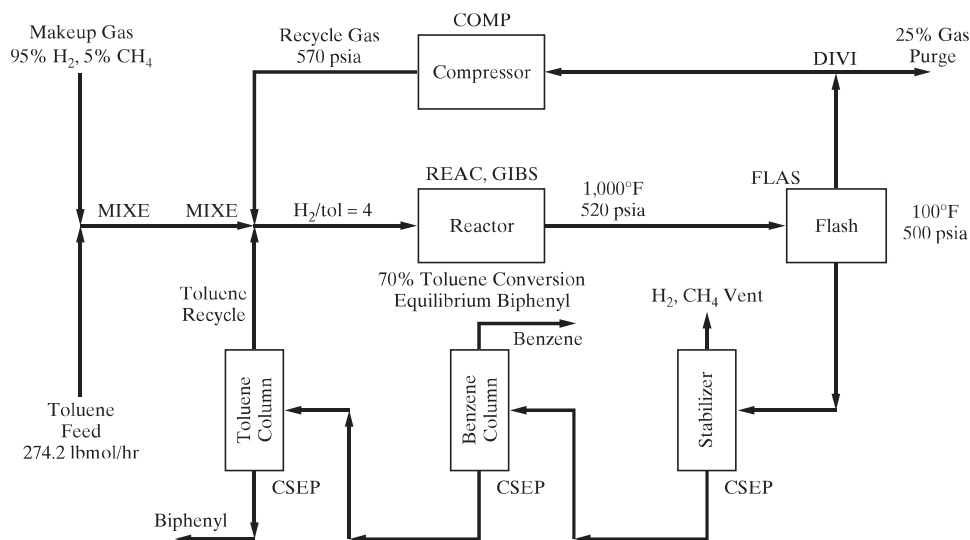 Makeup Gas
95% H₂, 5% CH₄
Recycle Gas
570 psia
COMP
Compressor
DIVI
25% Gas
Purge
MIXE
MIXE
H₂/tol = 4
REAC, GIBS
Reactor
1,000°F
520 psia
FLAS
Flash
100°F
500 psia
70% Toluene Conversion
Equilibrium Biphenyl
Toluene
Recycle
Benzene
H₂, CH₄ Vent
Toluene
Feed
274.2 lbmol/hr
Toluene
Column
CSEP
Benzene
Column
CSEP
Stabilizer
CSEP
Biphenyl